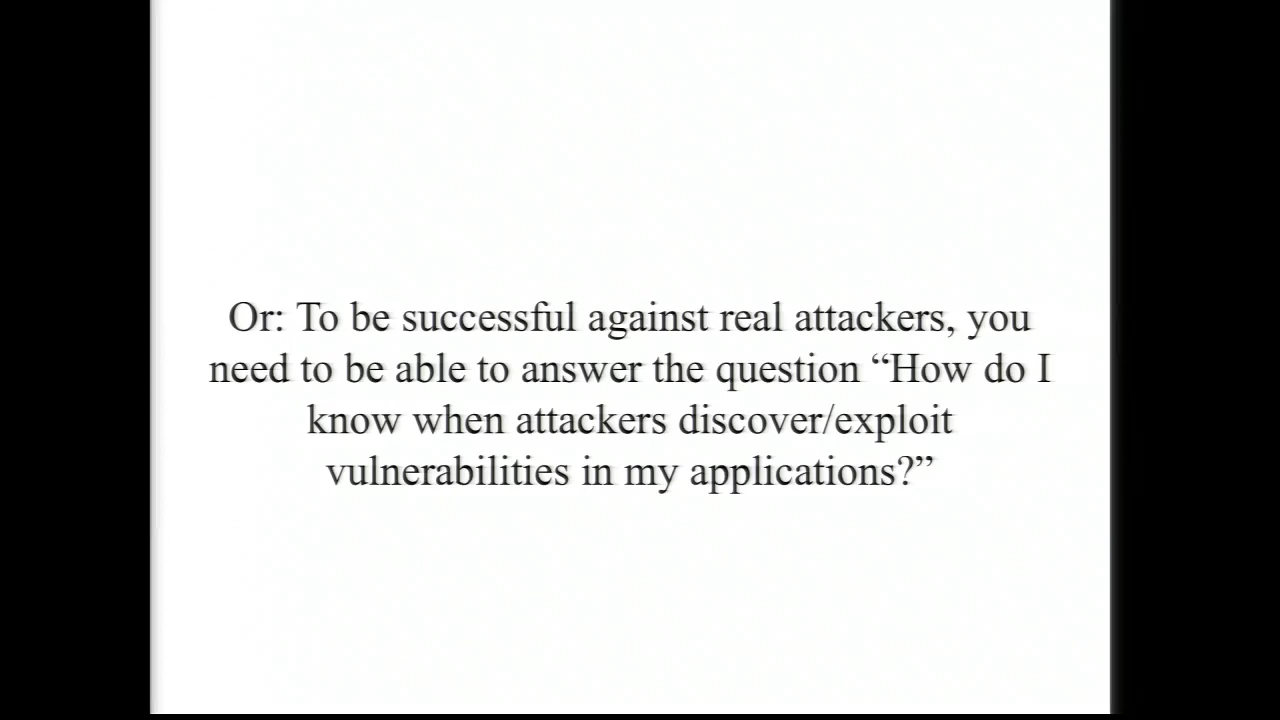 Or: To be successful against real attackers, you
need to be able to answer the question “How do I
know when attackers discover/exploit
vulnerabilities in my applications?”